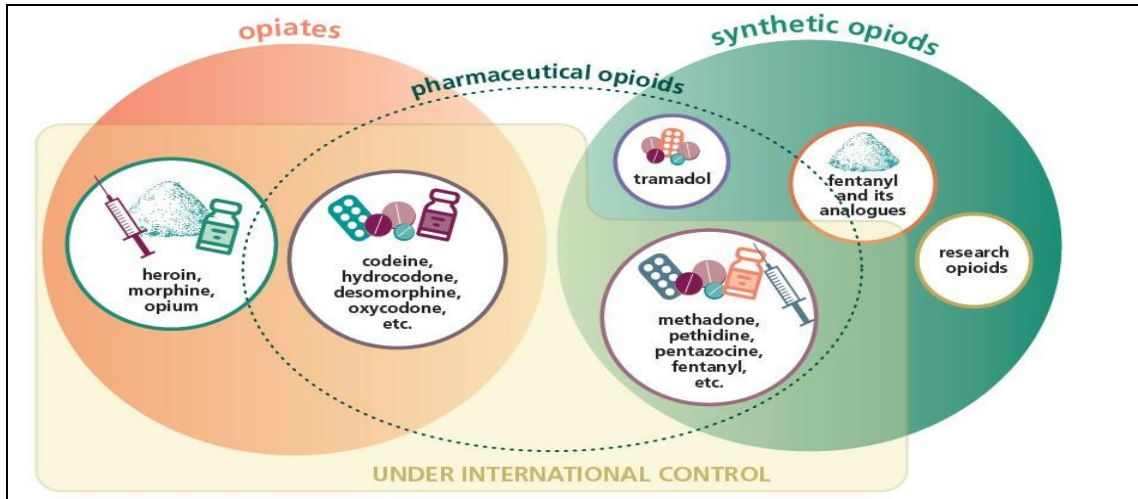 opiates
synthetic opiods
pharmaceutical opioids
tramadol
fentanyl
and its
analogues
research
opioids
heroin,
morphine,
opium
codeine,
hydrocodone,
desomorphine,
oxycodone,
etc.
methadone,
pethidine,
pentazocine,
fentanyl,
etc.
UNDER INTERNATIONAL CONTROL